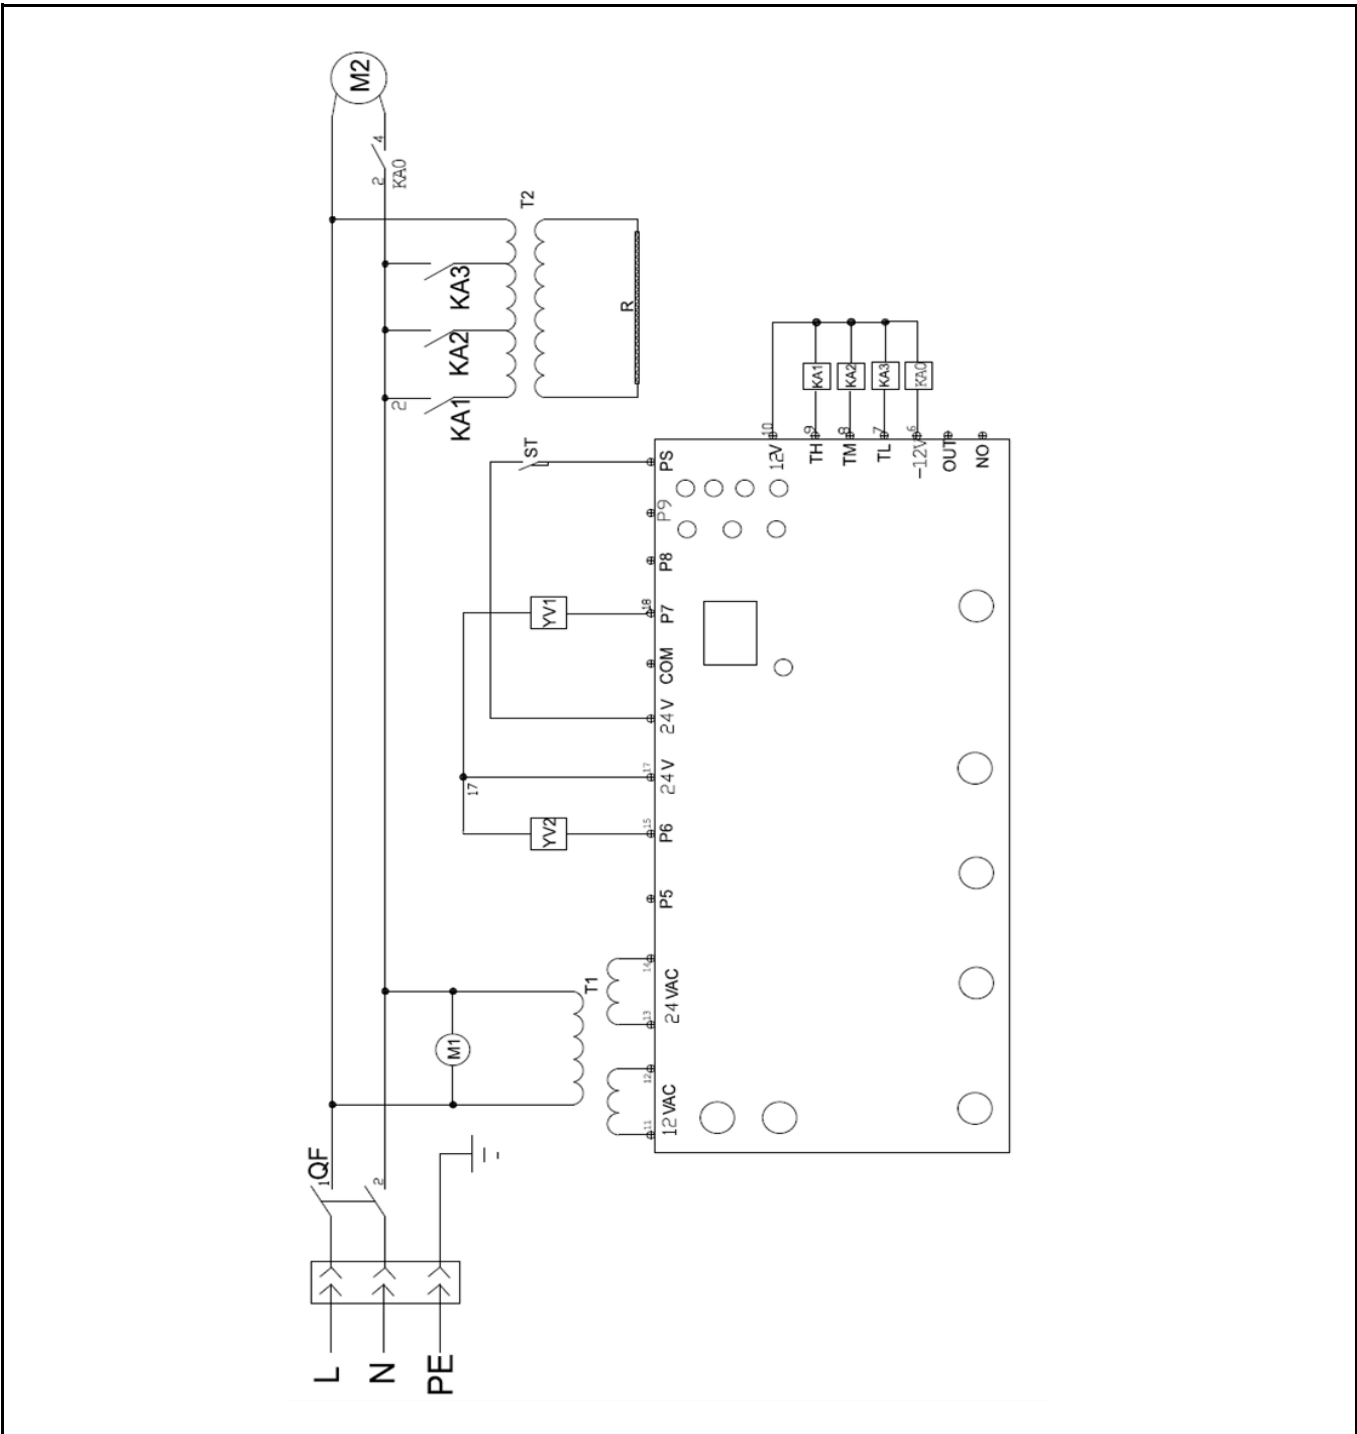 M2
4
2
KA0
T2
KA3
KA2
2
KA1
R
ST
KA1
KA2
KA3
KA0
10
9
8
7
6
12V
TH
TM
TL
-12V
OUT
NO
PS
P9
P8
YV1
18
P7
COM
24V
17
24V
17
YV2
15
P6
P5
T1
14
24VAC
13
M1
12
12VAC
11
QF
1
2
L
N
PE